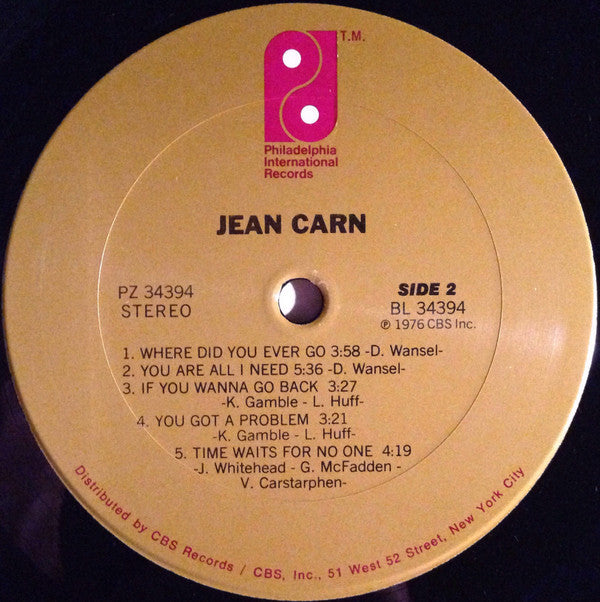 T.M.
Philadelphia
International
Records
JEAN CARN
PZ 34394
STEREO
SIDE 2
BL 34394
℗ 1976 CBS Inc.
1. WHERE DID YOU EVER GO 3:58 -D. Wansel-
2. YOU ARE ALL I NEED 5:36 -D. Wansel-
3. IF YOU WANNA GO BACK 3:27
-K. Gamble - L. Huff-
4. YOU GOT A PROBLEM 3:21
-K. Gamble - L. Huff-
5. TIME WAITS FOR NO ONE 4:19
-J. Whitehead - G. McFadden -
V. Carstarphen-
Distributed by CBS Records / CBS, Inc., 51 West 52 Street, New York City